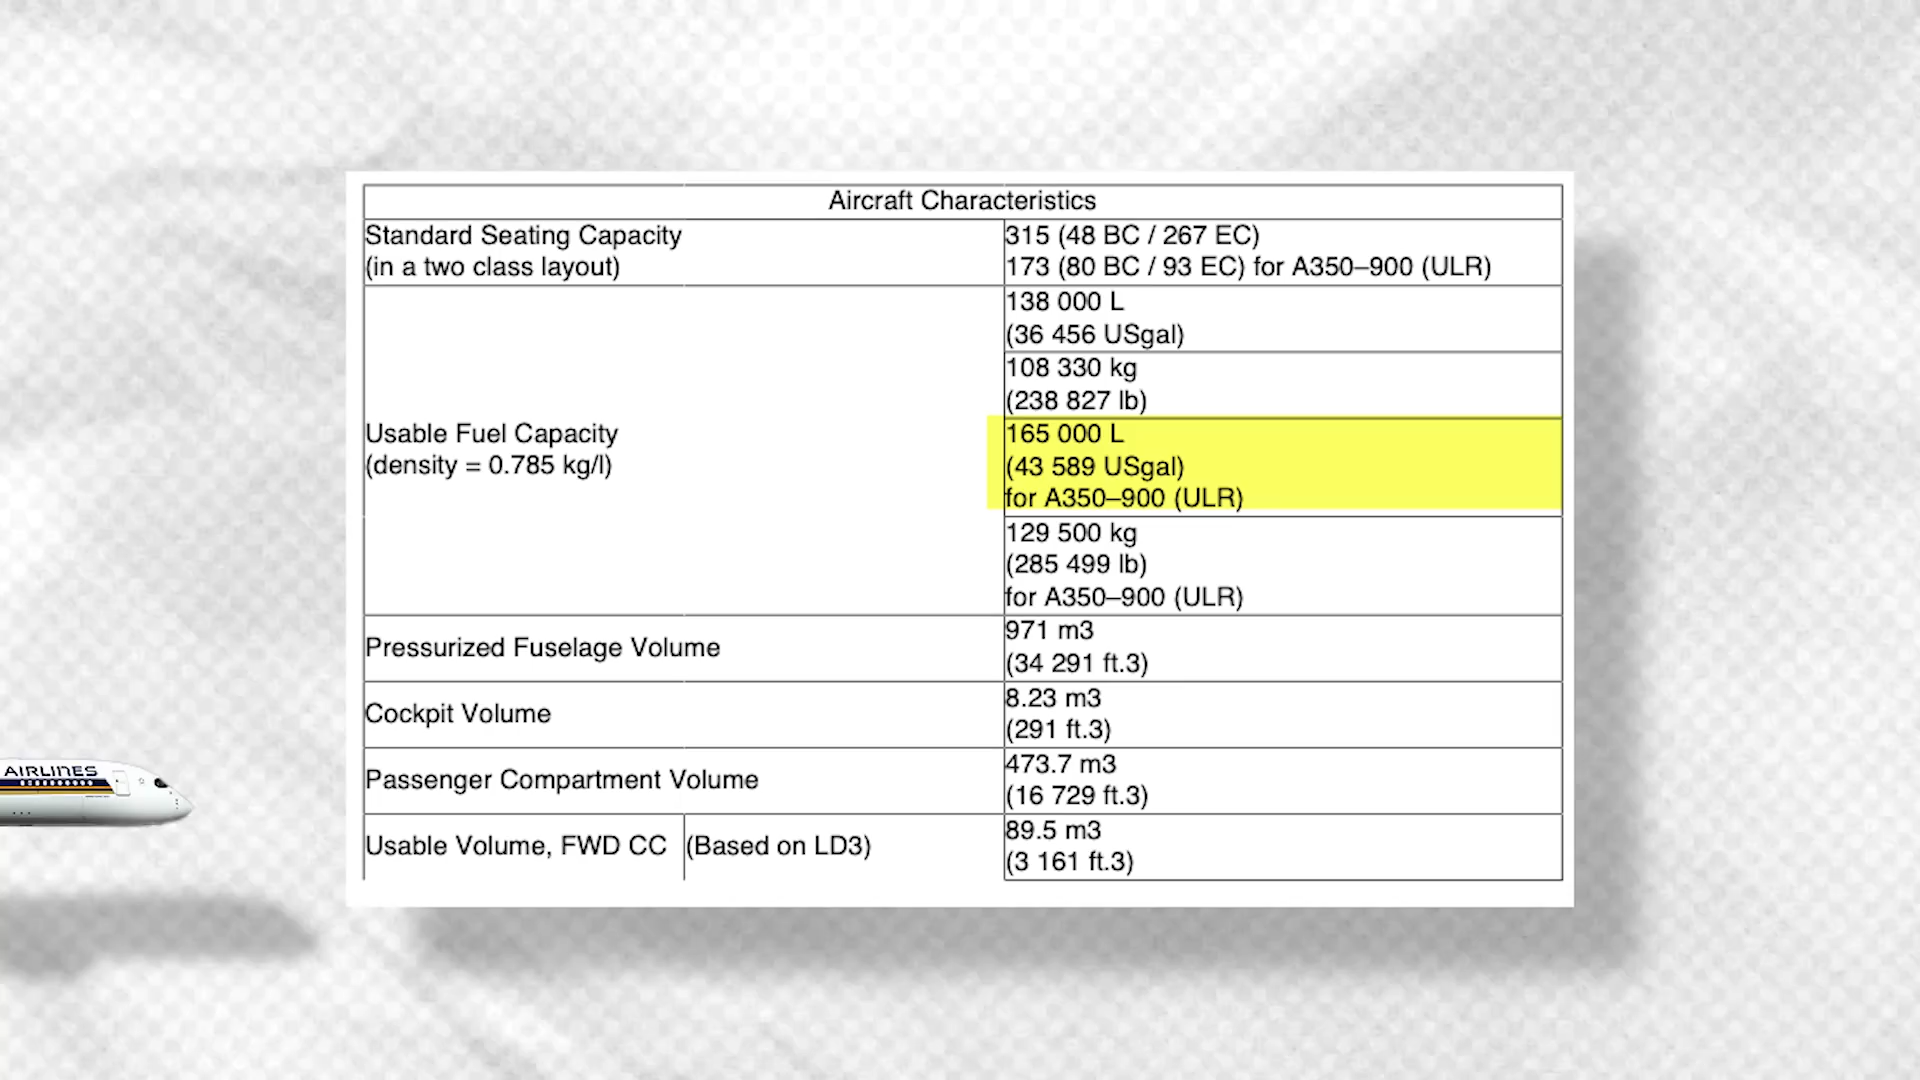 Aircraft Characteristics
Standard Seating Capacity
(in a two class layout)
315 (48 BC / 267 EC)
173 (80 BC / 93 EC) for A350–900 (ULR)
Usable Fuel Capacity
(density = 0.785 kg/l)
138 000 L
(36 456 USgal)
108 330 kg
(238 827 lb)
165 000 L
(43 589 USgal)
for A350–900 (ULR)
129 500 kg
(285 499 lb)
for A350–900 (ULR)
Pressurized Fuselage Volume
971 m3
(34 291 ft.3)
Cockpit Volume
8.23 m3
(291 ft.3)
Passenger Compartment Volume
473.7 m3
(16 729 ft.3)
Usable Volume, FWD CC
(Based on LD3)
89.5 m3
(3 161 ft.3)
AIRLINES